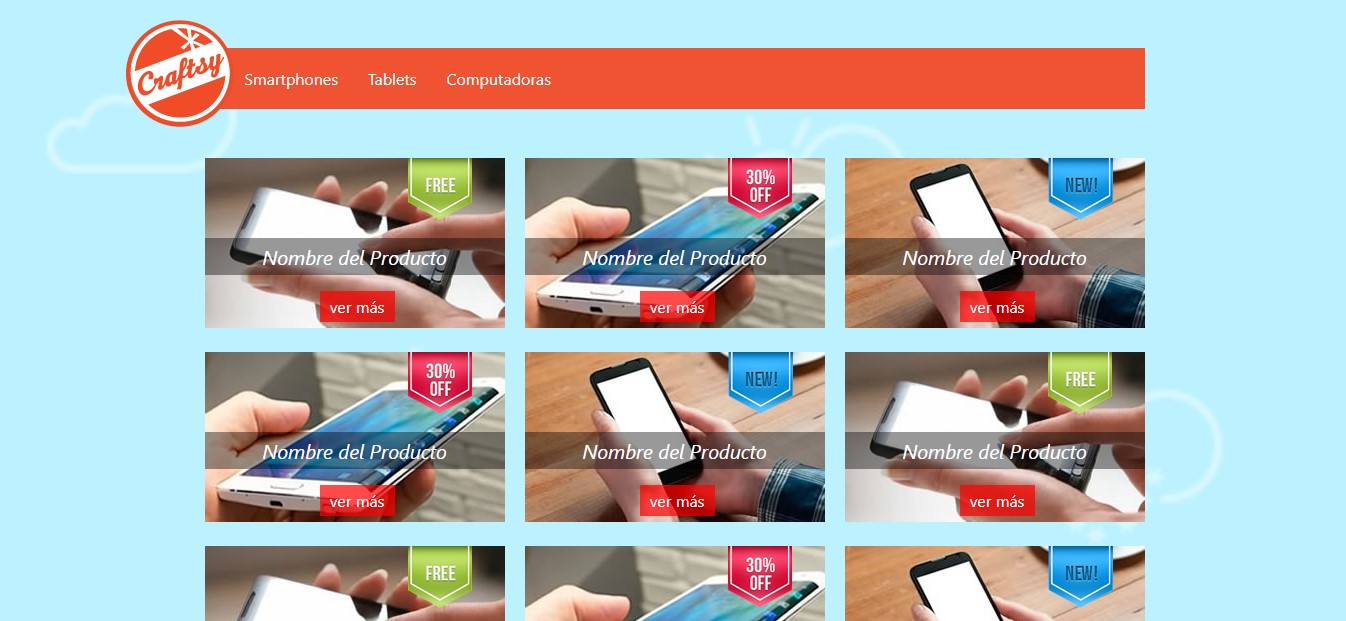 Craftsy
Smartphones Tablets Computadoras
FREE
30%
OFF
NEW!
Nombre del Producto
Nombre del Producto
Nombre del Producto
ver más
ver más
ver más
30%
OFF
NEW!
FREE
Nombre del Producto
Nombre del Producto
Nombre del Producto
ver más
ver más
ver más
FREE
30%
OFF
NEW!